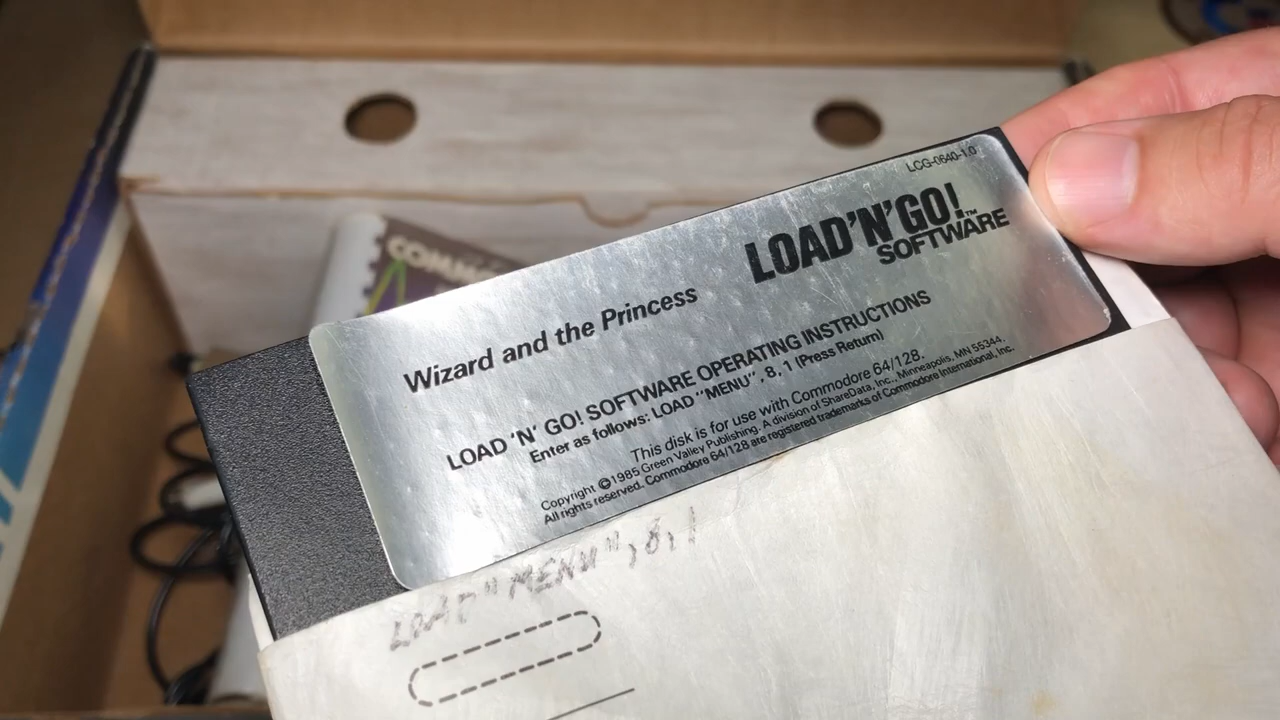 LCG-0640-1.0
LOAD'N'GO!™
SOFTWARE
Wizard and the Princess
LOAD 'N' GO! SOFTWARE OPERATING INSTRUCTIONS
Enter as follows: LOAD "MENU", 8, 1 (Press Return)
This disk is for use with Commodore 64/128.
Copyright ©1985 Green Valley Publishing. A division of ShareData, Inc., Minneapolis, MN 55344.
All rights reserved. Commodore 64/128 are registered trademarks of Commodore International, Inc.
LOAD "MENU",8,1